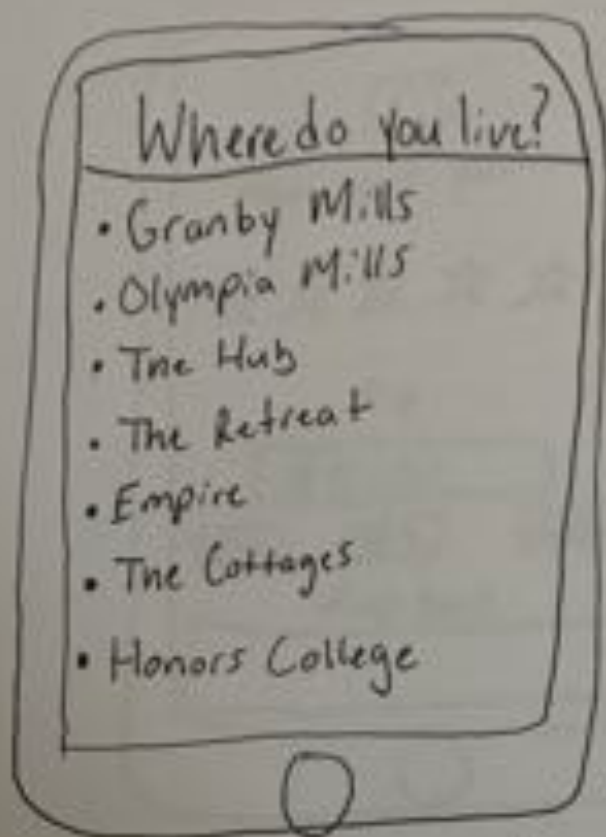 Where do you live?
• Granby Mills
• Olympia Mills
• The Hub
• The Retreat
• Empire
• The Cottages
• Honors College